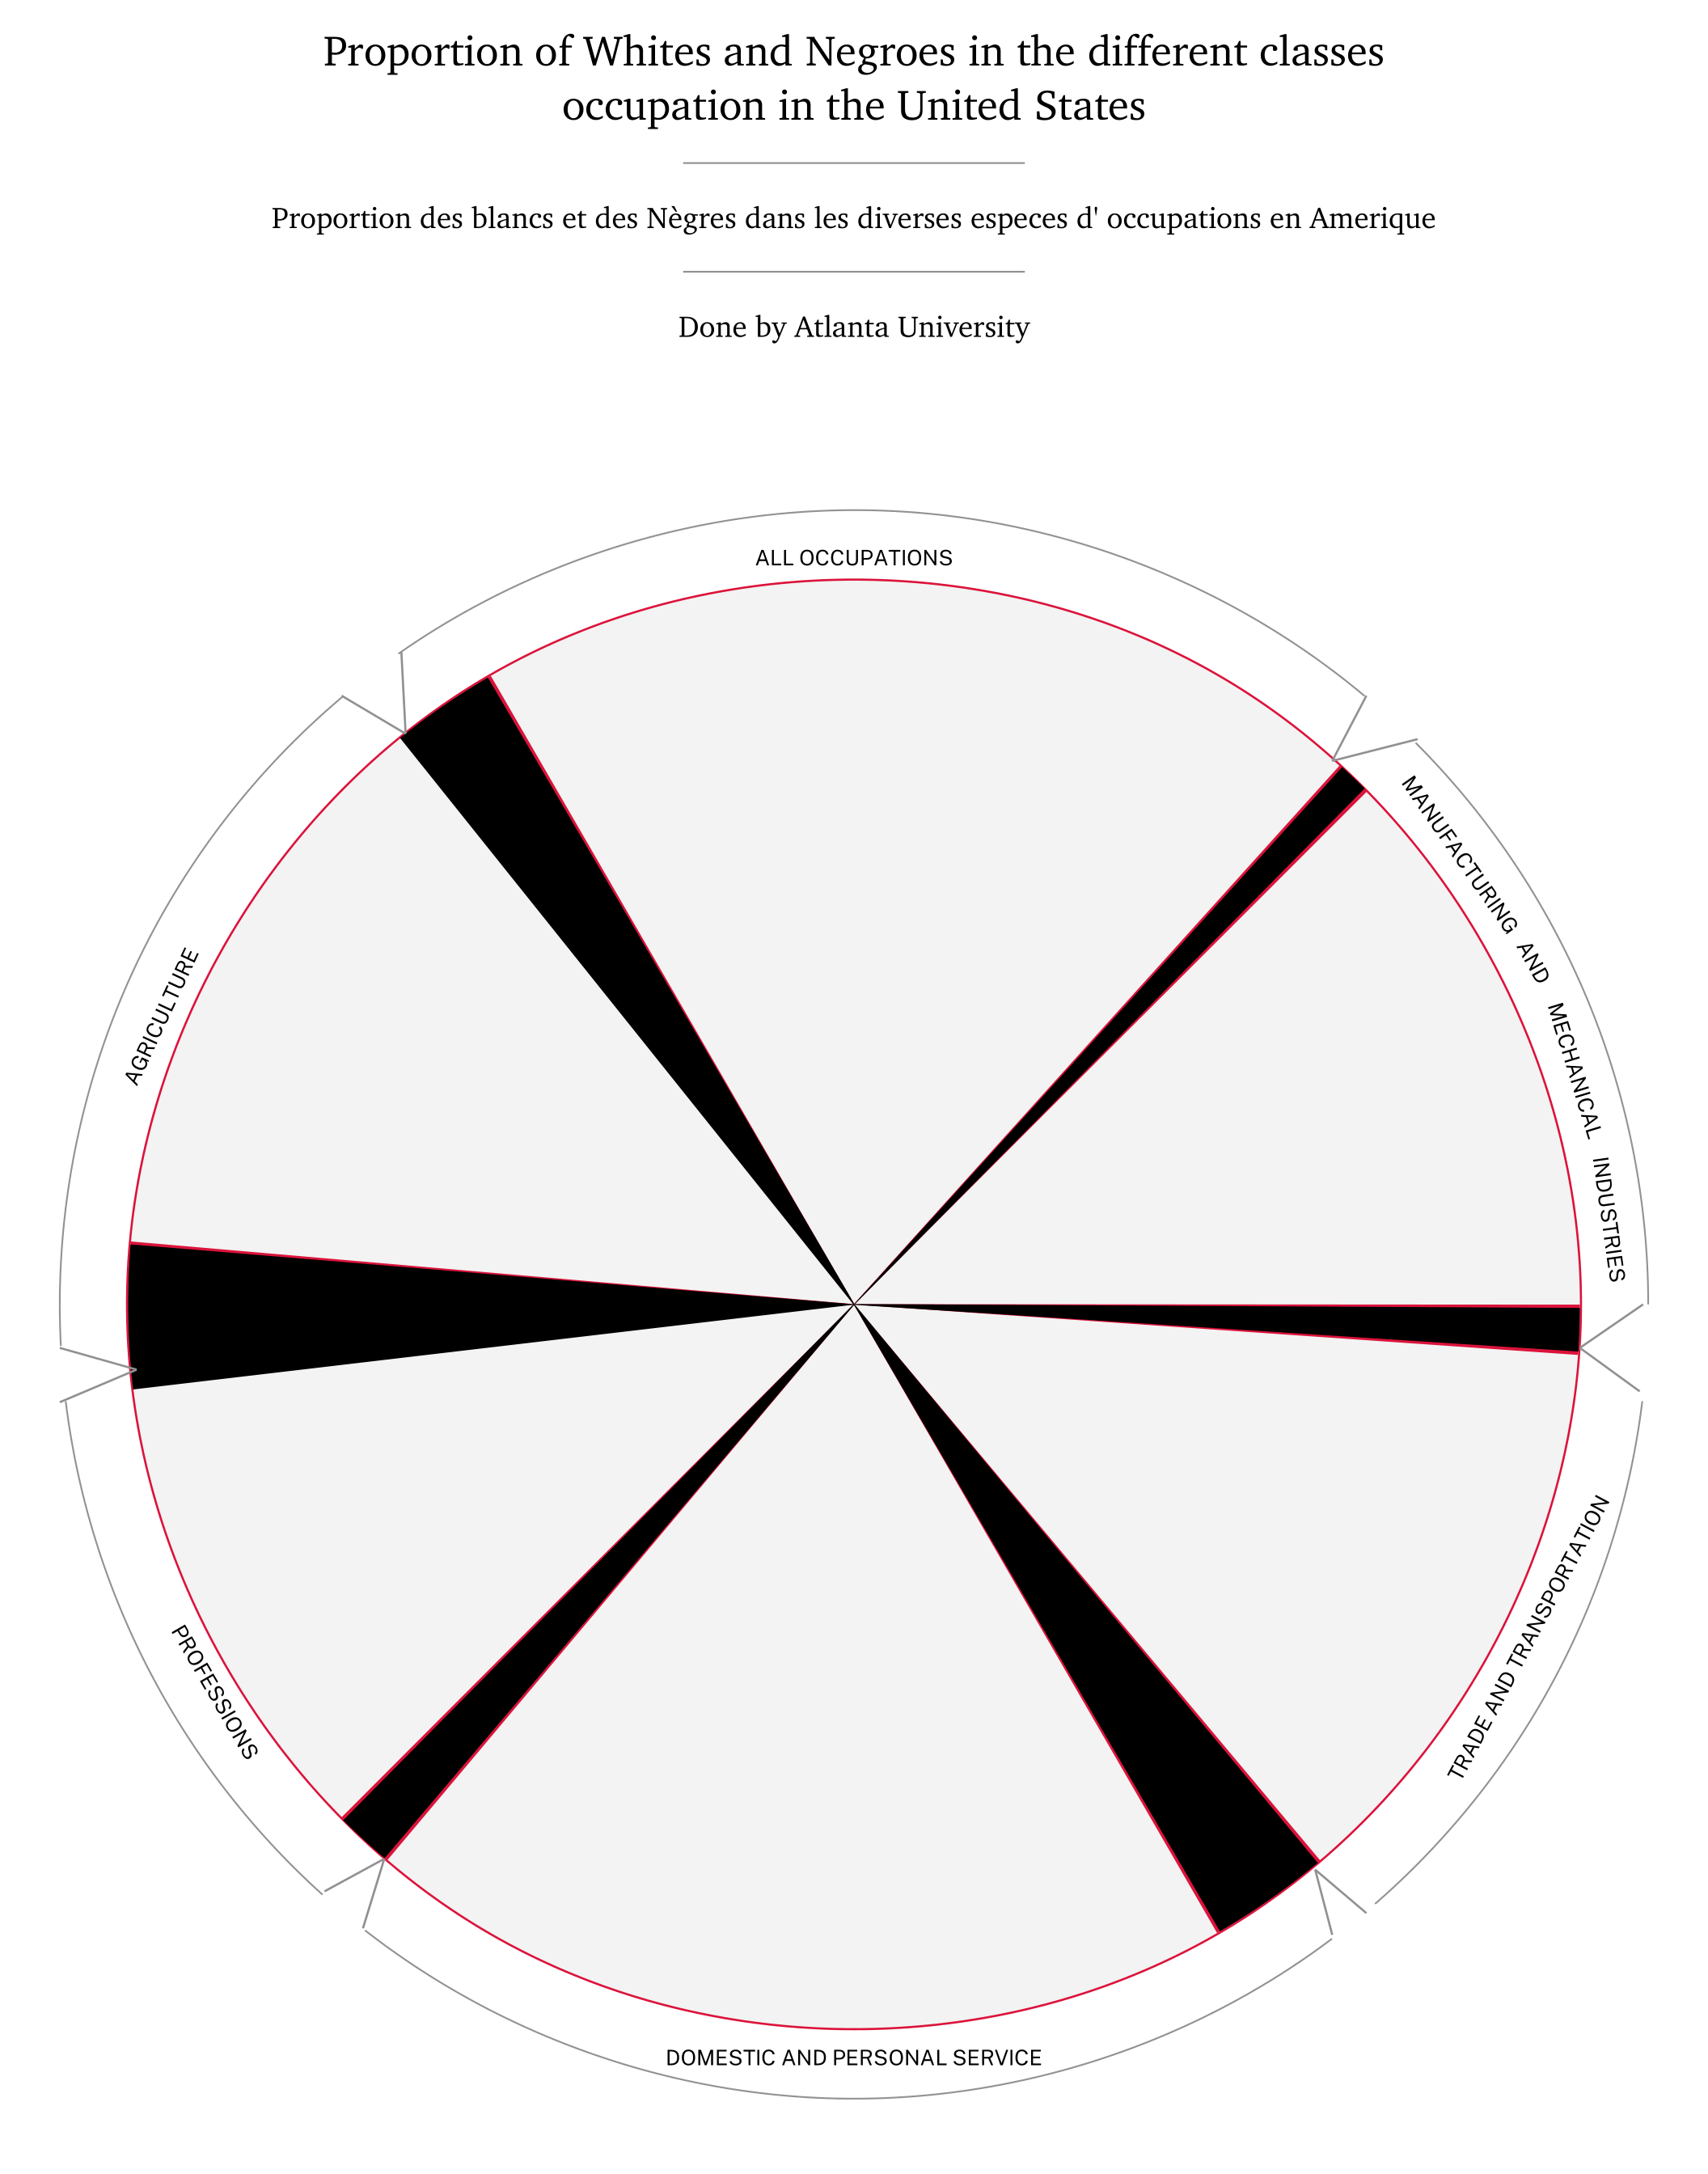 Proportion of Whites and Negroes in the different classes
occupation in the United States
Proportion des blancs et des Nègres dans les diverses especes d' occupations en Amerique
Done by Atlanta University
ALL OCCUPATIONS
MANUFACTURING AND MECHANICAL INDUSTRIES
AGRICULTURE
TRADE AND TRANSPORTATION
PROFESSIONS
DOMESTIC AND PERSONAL SERVICE